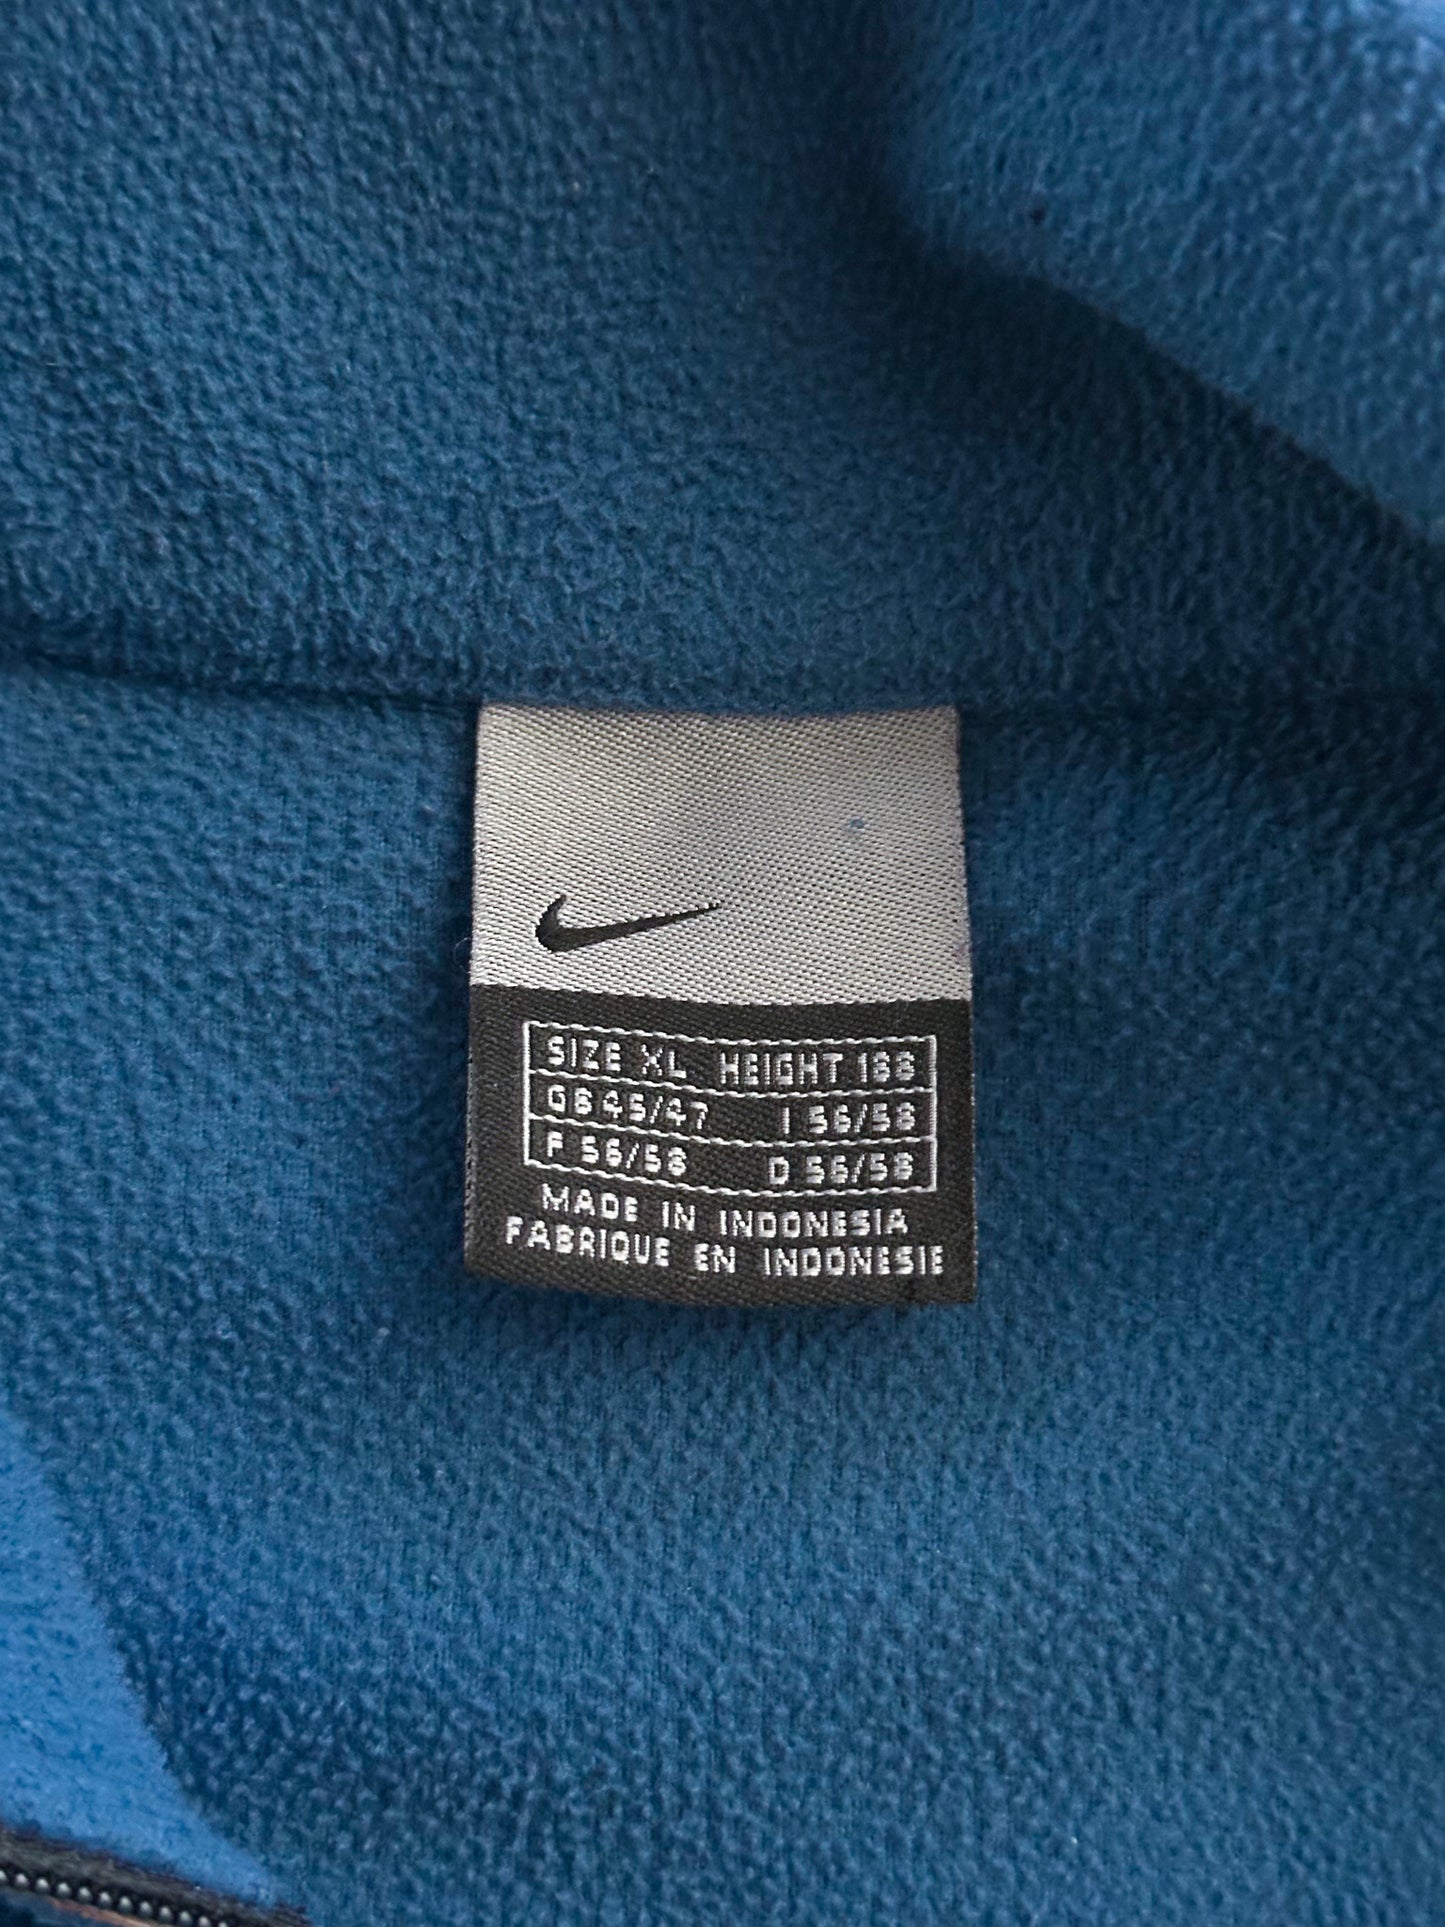 SIZE XL HEIGHT 188
GB 45/47 I 56/58
F 56/58 D 56/58
MADE IN INDONESIA
FABRIQUE EN INDONESIE